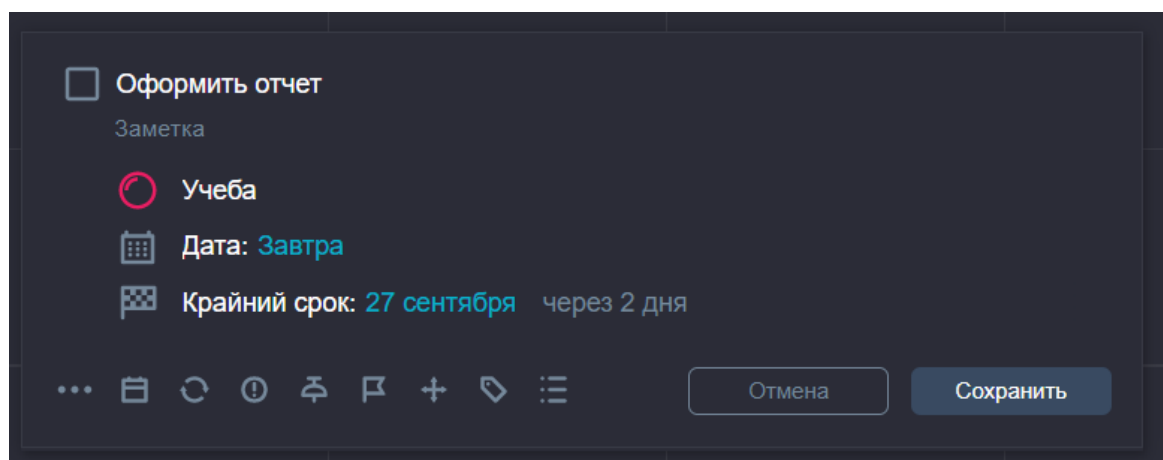 Оформить отчет
Заметка
Учеба
Дата: Завтра
Крайний срок: 27 сентября через 2 дня
Отмена Сохранить